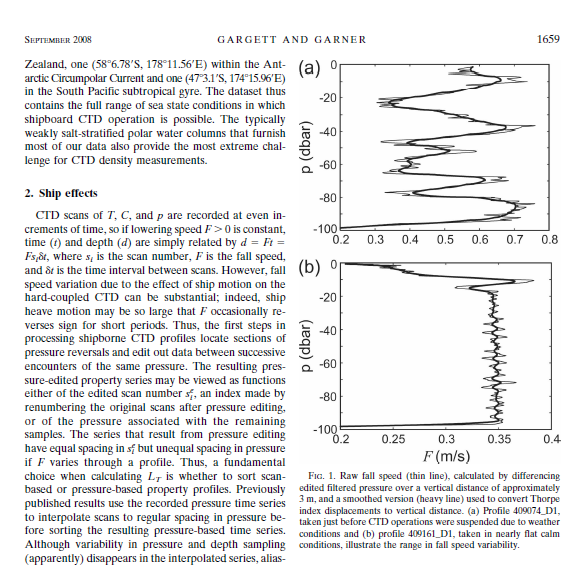 SEPTEMBER 2008
GARGETT AND GARNER
1659
Zealand, one (58°6.78′S, 178°11.56′E) within the Ant-
arctic Circumpolar Current and one (47°3.1′S, 174°15.96′E)
in the South Pacific subtropical gyre. The dataset thus
contains the full range of sea state conditions in which
shipboard CTD operation is possible. The typically
weakly salt-stratified polar water columns that furnish
most of our data also provide the most extreme chal-
lenge for CTD density measurements.
2. Ship effects
CTD scans of T, C, and p are recorded at even in-
crements of time, so if lowering speed F > 0 is constant,
time (t) and depth (d) are simply related by d = Ft =
Fsᵢδt, where sᵢ is the scan number, F is the fall speed,
and δt is the time interval between scans. However, fall
speed variation due to the effect of ship motion on the
hard-coupled CTD can be substantial; indeed, ship
heave motion may be so large that F occasionally re-
verses sign for short periods. Thus, the first steps in
processing shipborne CTD profiles locate sections of
pressure reversals and edit out data between successive
encounters of the same pressure. The resulting pres-
sure-edited property series may be viewed as functions
either of the edited scan number sᵢᵉ, an index made by
renumbering the original scans after pressure editing,
or of the pressure associated with the remaining
samples. The series that result from pressure editing
have equal spacing in sᵢᵉ but unequal spacing in pressure
if F varies through a profile. Thus, a fundamental
choice when calculating L_T is whether to sort scan-
based or pressure-based property profiles. Previously
published results use the recorded pressure time series
to interpolate scans to regular spacing in pressure be-
fore sorting the resulting pressure-based time series.
Although variability in pressure and depth sampling
(apparently) disappears in the interpolated series, alias-
(a)
0
-20
-40
-60
-80
-100
p (dbar)
0.2 0.3 0.4 0.5 0.6 0.7 0.8
(b)
0
-20
-40
-60
-80
-100
p (dbar)
0.2 0.25 0.3 0.35 0.4
F (m/s)
FIG. 1. Raw fall speed (thin line), calculated by differencing
edited filtered pressure over a vertical distance of approximately
3 m, and a smoothed version (heavy line) used to convert Thorpe
index displacements to vertical distance. (a) Profile 409074_D1,
taken just before CTD operations were suspended due to weather
conditions and (b) profile 409161_D1, taken in nearly flat calm
conditions, illustrate the range in fall speed variability.